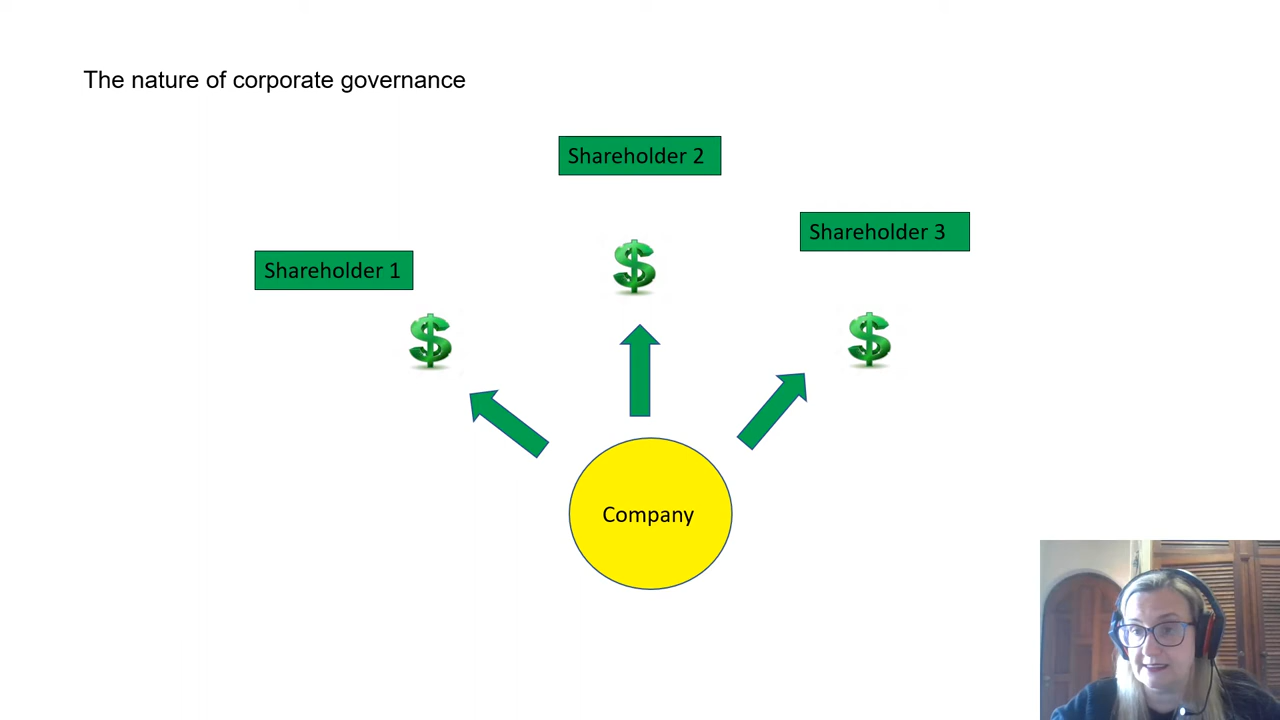 The nature of corporate governance
Shareholder 2
Shareholder 3
Shareholder 1
$
$
$
Company